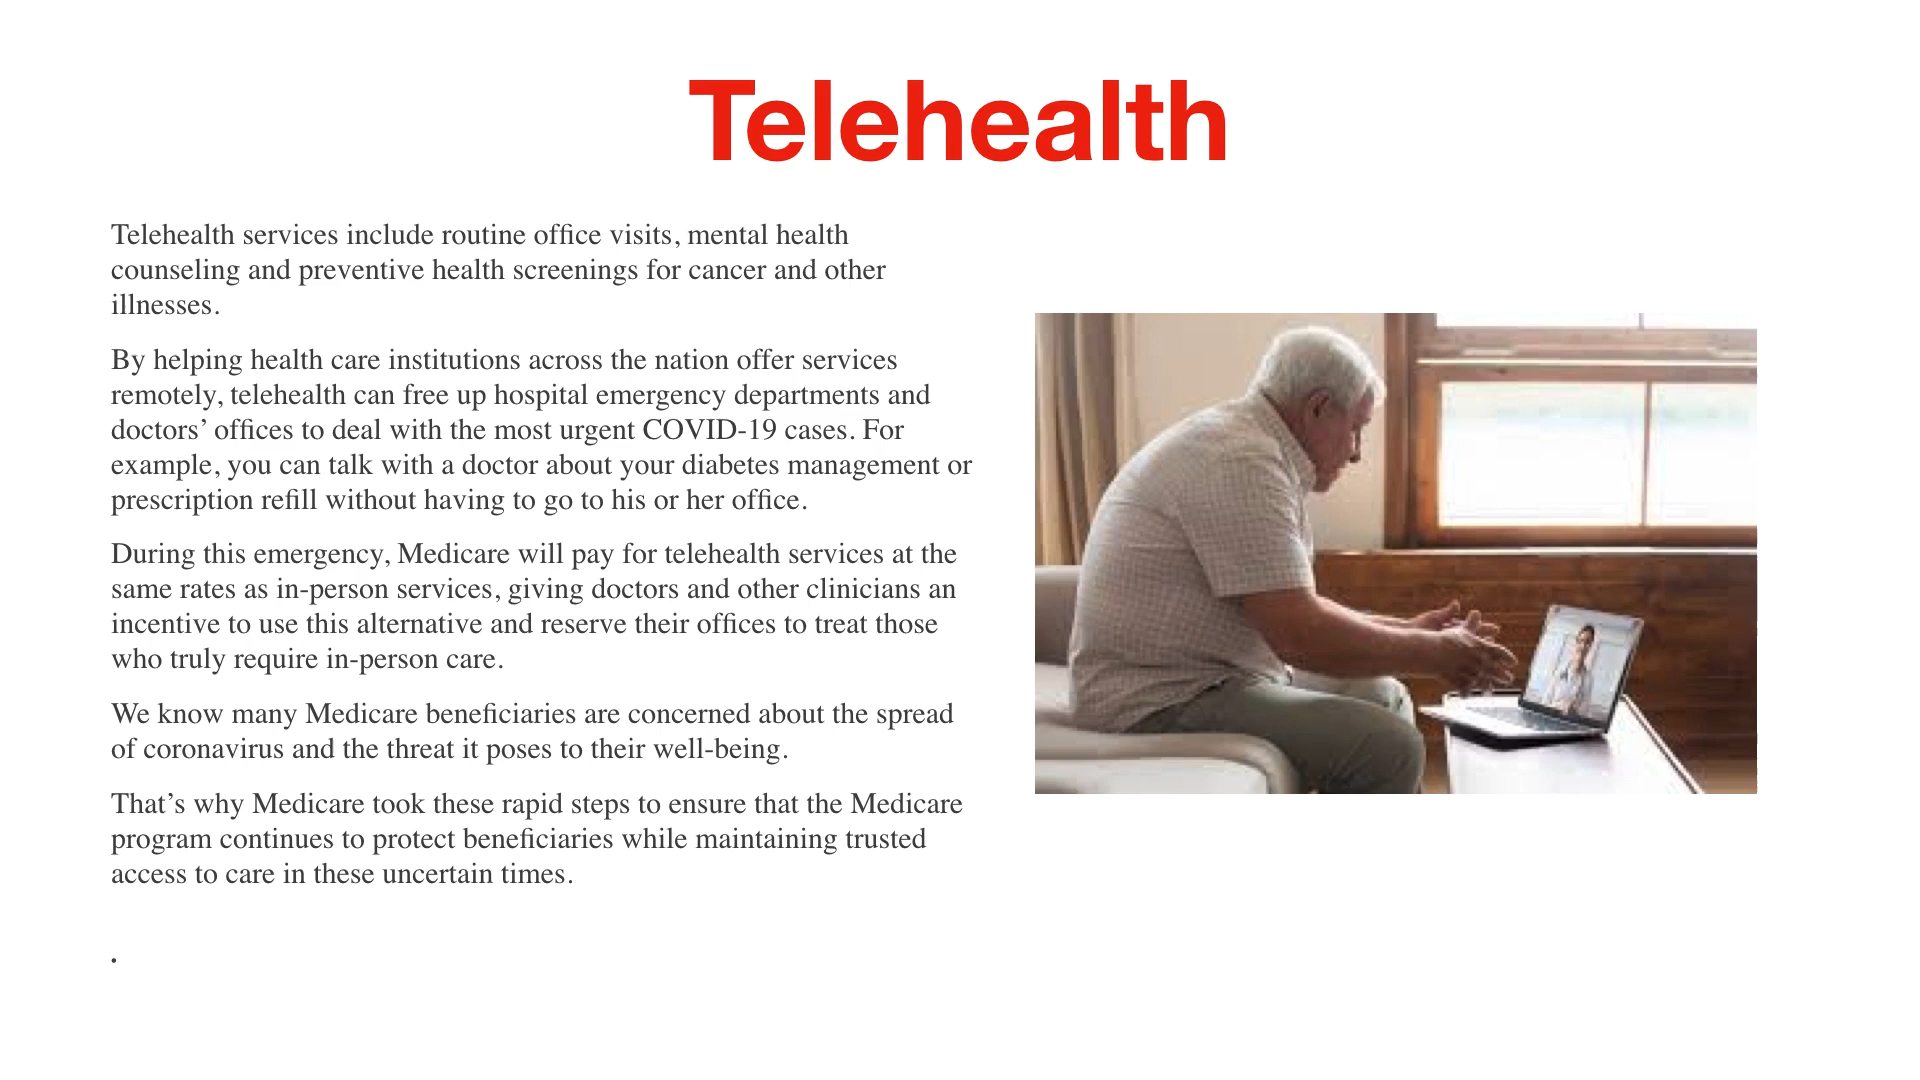 Telehealth
Telehealth services include routine office visits, mental health
counseling and preventive health screenings for cancer and other
illnesses.
By helping health care institutions across the nation offer services
remotely, telehealth can free up hospital emergency departments and
doctors’ offices to deal with the most urgent COVID-19 cases. For
example, you can talk with a doctor about your diabetes management or
prescription refill without having to go to his or her office.
During this emergency, Medicare will pay for telehealth services at the
same rates as in-person services, giving doctors and other clinicians an
incentive to use this alternative and reserve their offices to treat those
who truly require in-person care.
We know many Medicare beneficiaries are concerned about the spread
of coronavirus and the threat it poses to their well-being.
That’s why Medicare took these rapid steps to ensure that the Medicare
program continues to protect beneficiaries while maintaining trusted
access to care in these uncertain times.
.